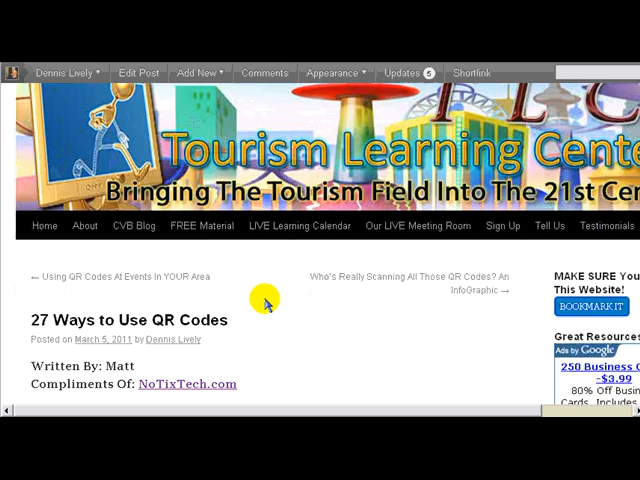 Dennis Lively Edit Post Add New Comments Appearance Updates 5 Shortlink
Tourism Learning
Bringing The Tourism Field Into The 21st
Home About CVB Blog FREE Material LIVE Learning Calendar Our LIVE Meeting Room Sign Up Tell Us Testimonials
← Using QR Codes At Events In YOUR Area
Who's Really Scanning All Those QR Codes? An
InfoGraphic →
MAKE SURE You
This Website!
BOOKMARK IT
27 Ways to Use QR Codes
Posted on March 5, 2011 by Dennis Lively
Written By: Matt
Compliments Of: NoTixTech.com
Great Resources
Ads by Google
250 Business
-$3.99
80% Off
Cards. Includes